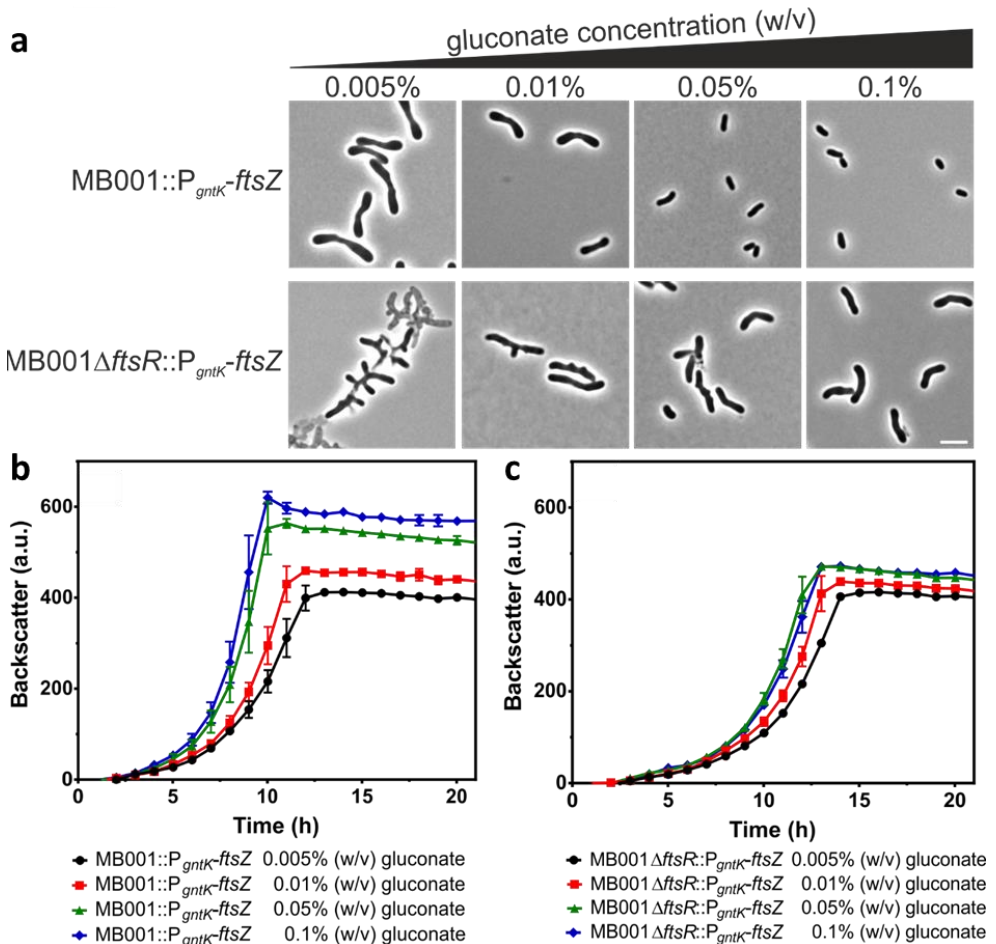 a
gluconate concentration (w/v)
0.005% 0.01% 0.05% 0.1%
MB001::PgntK-ftsZ
MB001ΔftsR::PgntK-ftsZ
b
600
400
200
0
0 5 10 15 20
Backscatter (a.u.)
Time (h)
MB001::PgntK-ftsZ 0.005% (w/v) gluconate
MB001::PgntK-ftsZ 0.01% (w/v) gluconate
MB001::PgntK-ftsZ 0.05% (w/v) gluconate
MB001::PgntK-ftsZ 0.1% (w/v) gluconate
c
600
400
200
0
0 5 10 15 20
Backscatter (a.u.)
Time (h)
MB001ΔftsR::PgntK-ftsZ 0.005% (w/v) gluconate
MB001ΔftsR::PgntK-ftsZ 0.01% (w/v) gluconate
MB001ΔftsR::PgntK-ftsZ 0.05% (w/v) gluconate
MB001ΔftsR::PgntK-ftsZ 0.1% (w/v) gluconate